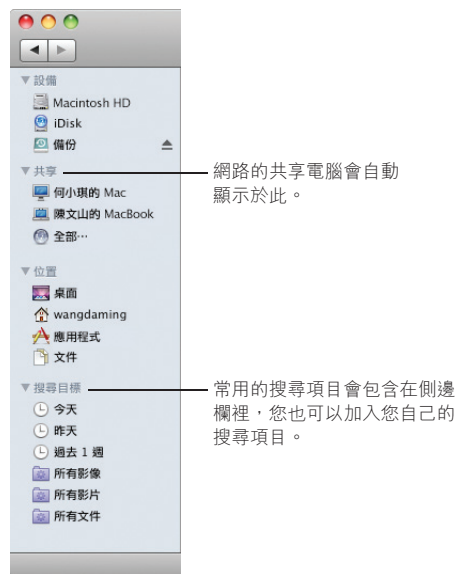 設備
Macintosh HD
iDisk
備份
共享
何小琪的 Mac
陳文山的 MacBook
全部…
位置
桌面
wangdaming
應用程式
文件
搜尋目標
今天
昨天
過去 1 週
所有影像
所有影片
所有文件
網路的共享電腦會自動
顯示於此。
常用的搜尋項目會包含在側邊
欄裡，您也可以加入您自己的
搜尋項目。